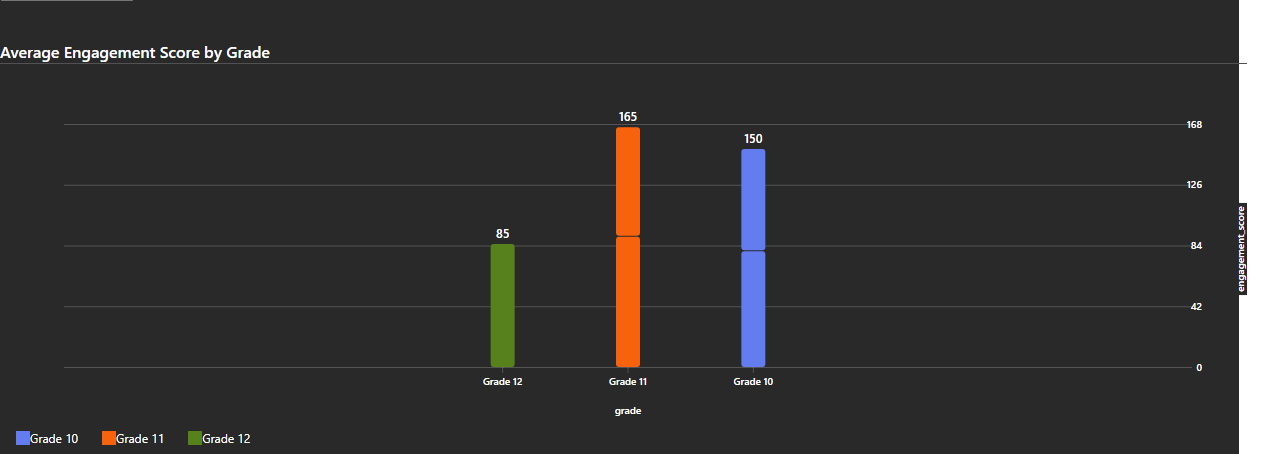 Average Engagement Score by Grade
165
168
150
126
85
84
engagement_score
42
0
Grade 12
Grade 11
Grade 10
grade
Grade 10
Grade 11
Grade 12